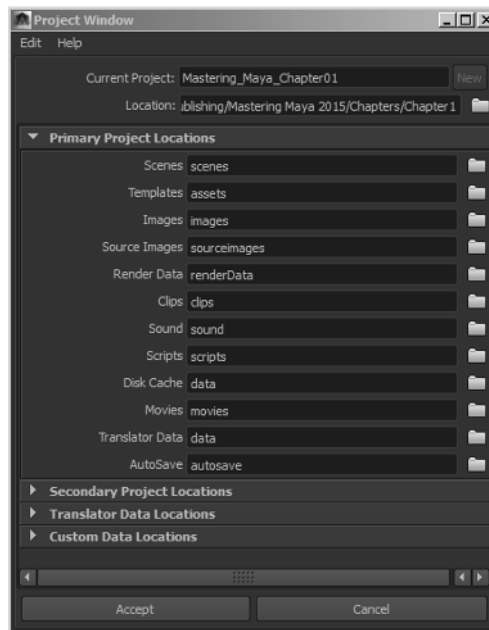 Project Window
Edit Help
Current Project: Mastering_Maya_Chapter01 New
Location: blishing/Mastering Maya 2015/Chapters/Chapter1
Primary Project Locations
Scenes scenes
Templates assets
Images images
Source Images sourceimages
Render Data renderData
Clips clips
Sound sound
Scripts scripts
Disk Cache data
Movies movies
Translator Data data
AutoSave autosave
Secondary Project Locations
Translator Data Locations
Custom Data Locations
Accept Cancel